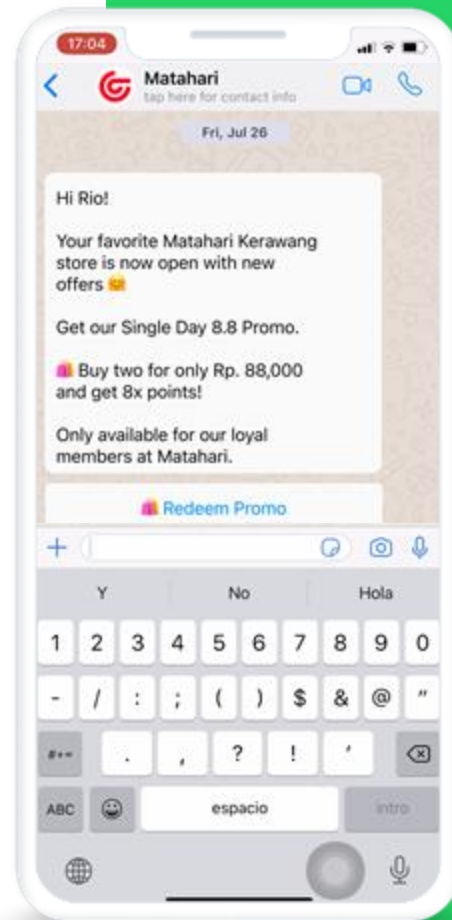 17:04
Matahari
tap here for contact info
Fri, Jul 26
Hi Rio!
Your favorite Matahari Kerawang
store is now open with new
offers 🤗
Get our Single Day 8.8 Promo.
🛍️ Buy two for only Rp. 88,000
and get 8x points!
Only available for our loyal
members at Matahari.
🛍️ Redeem Promo
Y No Hola
1 2 3 4 5 6 7 8 9 0
- / : ; ( ) $ & @ "
#+= . , ? ! '
ABC espacio intro